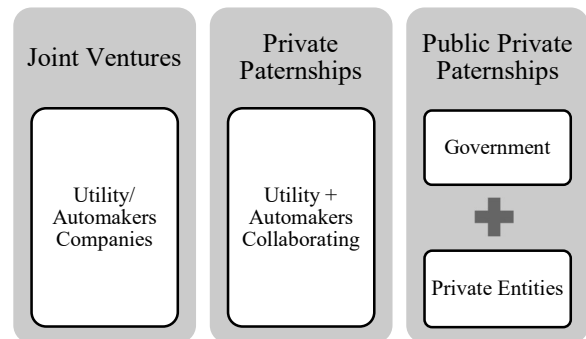 Joint Ventures
Utility/
Automakers
Companies
Private
Paternships
Utility +
Automakers
Collaborating
Public Private
Paternships
Government
Private Entities